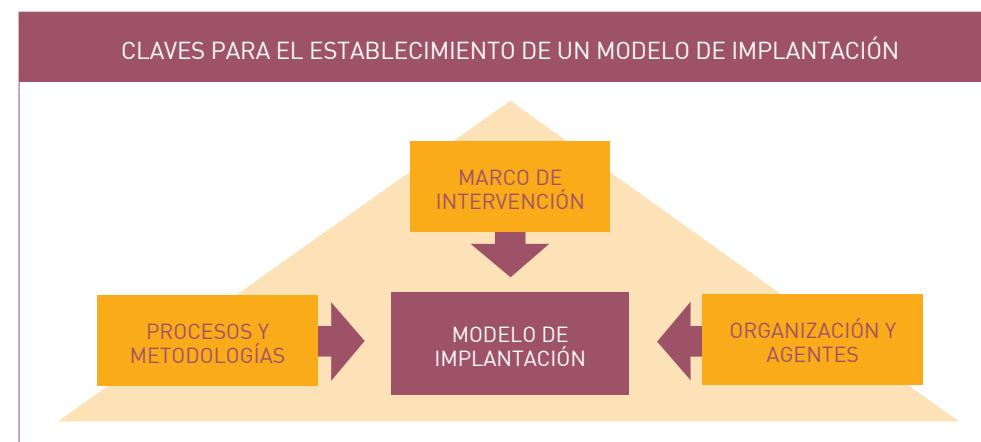 CLAVES PARA EL ESTABLECIMIENTO DE UN MODELO DE IMPLANTACIÓN
MARCO DE
INTERVENCIÓN
PROCESOS Y
METODOLOGÍAS
MODELO DE
IMPLANTACIÓN
ORGANIZACIÓN Y
AGENTES